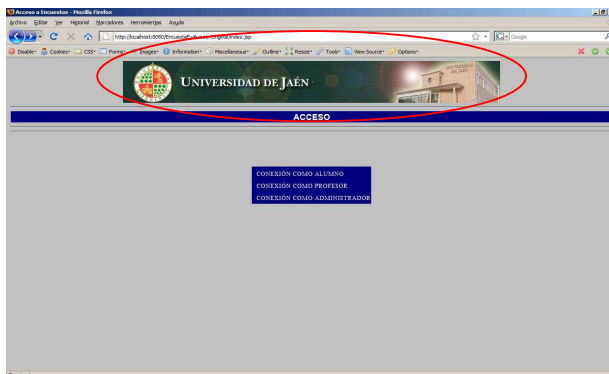 Acceso a Encuestas - Mozilla Firefox
Archivo Editar Ver Historial Marcadores Herramientas Ayuda
Google
Disable Cookies CSS Forms Images Information Miscellaneous Outline Resize Tools View Source Options
UNIVERSIDAD DE JAÉN
ACCESO
CONEXIÓN COMO ALUMNO
CONEXIÓN COMO PROFESOR
CONEXIÓN COMO ADMINISTRADOR